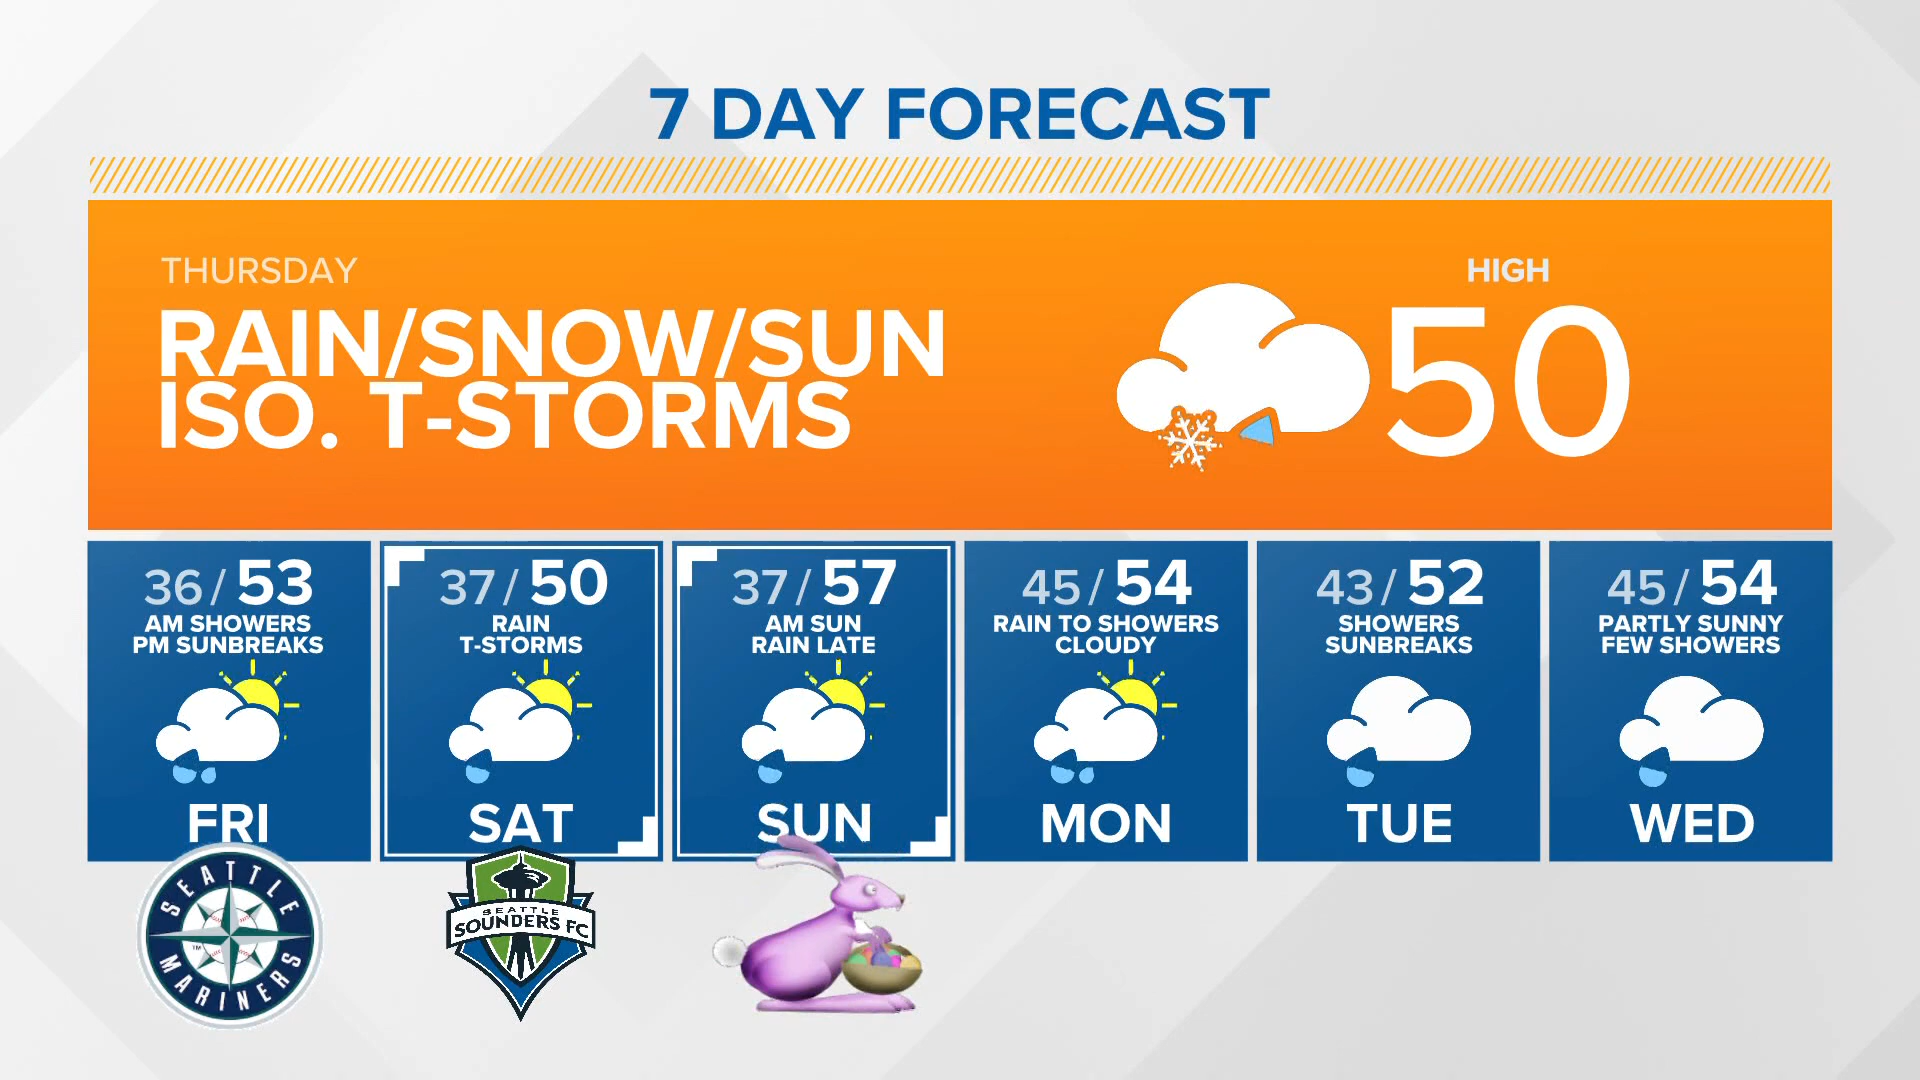 7 DAY FORECAST
THURSDAY
RAIN/SNOW/SUN
ISO. T-STORMS
HIGH
50
36/53
AM SHOWERS
PM SUNBREAKS
FRI
37/50
RAIN
T-STORMS
SAT
37/57
AM SUN
RAIN LATE
SUN
45/54
RAIN TO SHOWERS
CLOUDY
MON
43/52
SHOWERS
SUNBREAKS
TUE
45/54
PARTLY SUNNY
FEW SHOWERS
WED
SEATTLE
MARINERS
TM
SEATTLE
SOUNDERS FC